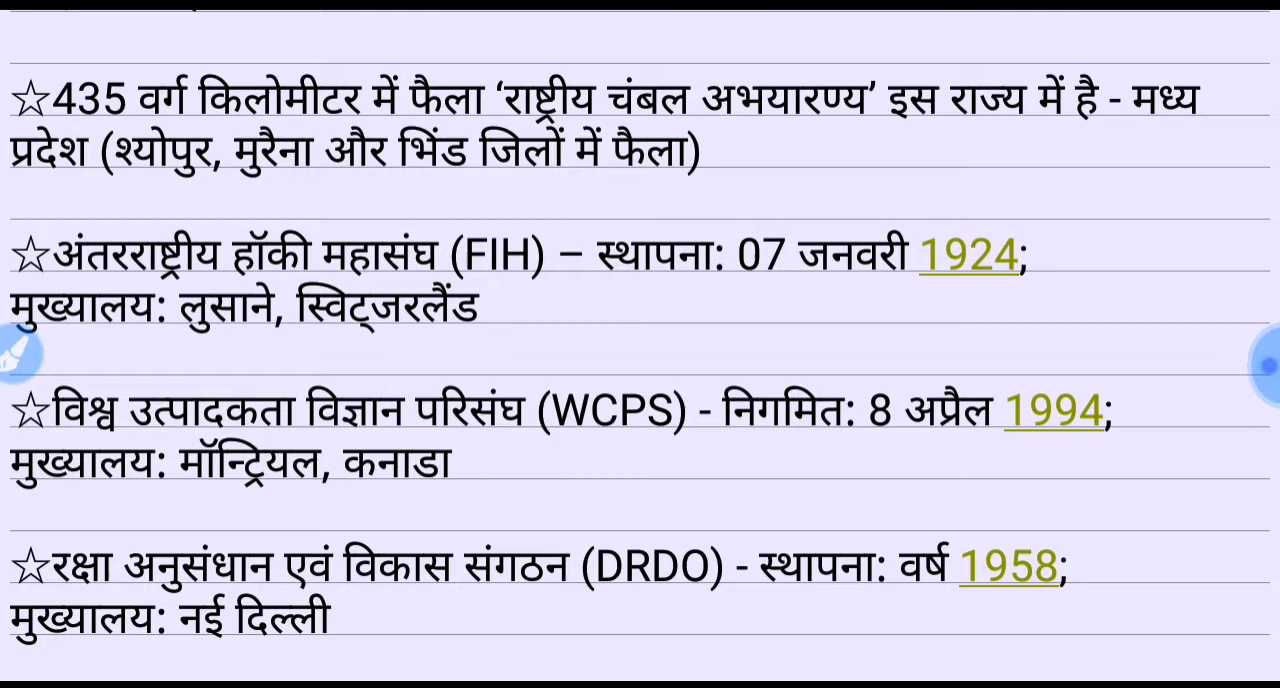 ☆435 वर्ग किलोमीटर में फैला ‘राष्ट्रीय चंबल अभयारण्य’ इस राज्य में है - मध्य
प्रदेश (श्योपुर, मुरैना और भिंड जिलों में फैला)
☆अंतरराष्ट्रीय हॉकी महासंघ (FIH) – स्थापना: 07 जनवरी 1924;
मुख्यालय: लुसाने, स्विट्जरलैंड
☆विश्व उत्पादकता विज्ञान परिसंघ (WCPS) - निगमित: 8 अप्रैल 1994;
मुख्यालय: मॉन्ट्रियल, कनाडा
☆रक्षा अनुसंधान एवं विकास संगठन (DRDO) - स्थापना: वर्ष 1958;
मुख्यालय: नई दिल्ली